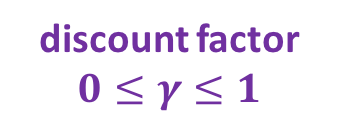 discount factor
0 ≤ γ ≤ 1